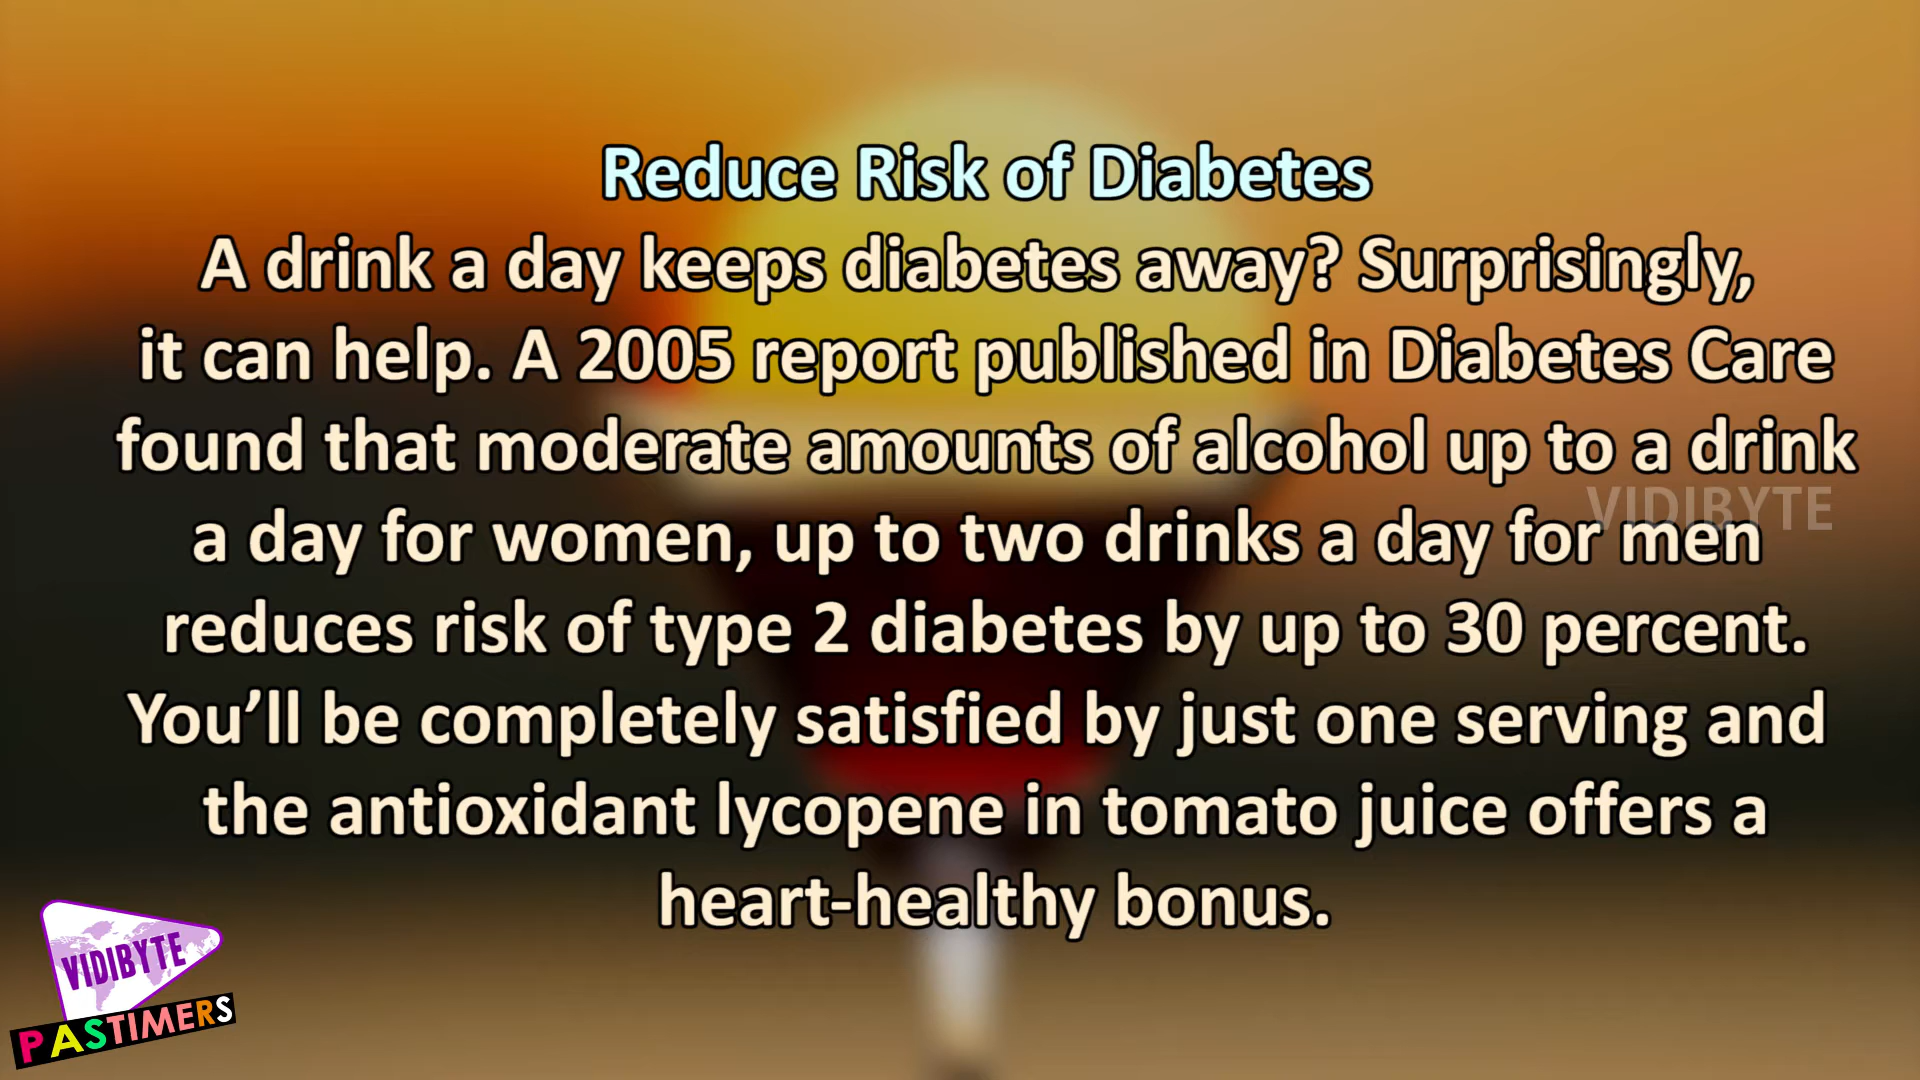 Reduce Risk of Diabetes
A drink a day keeps diabetes away? Surprisingly,
it can help. A 2005 report published in Diabetes Care
found that moderate amounts of alcohol up to a drink
a day for women, up to two drinks a day for men
reduces risk of type 2 diabetes by up to 30 percent.
You’ll be completely satisfied by just one serving and
the antioxidant lycopene in tomato juice offers a
heart-healthy bonus.
VIDIBYTE
VIDIBYTE
PASTIMERS